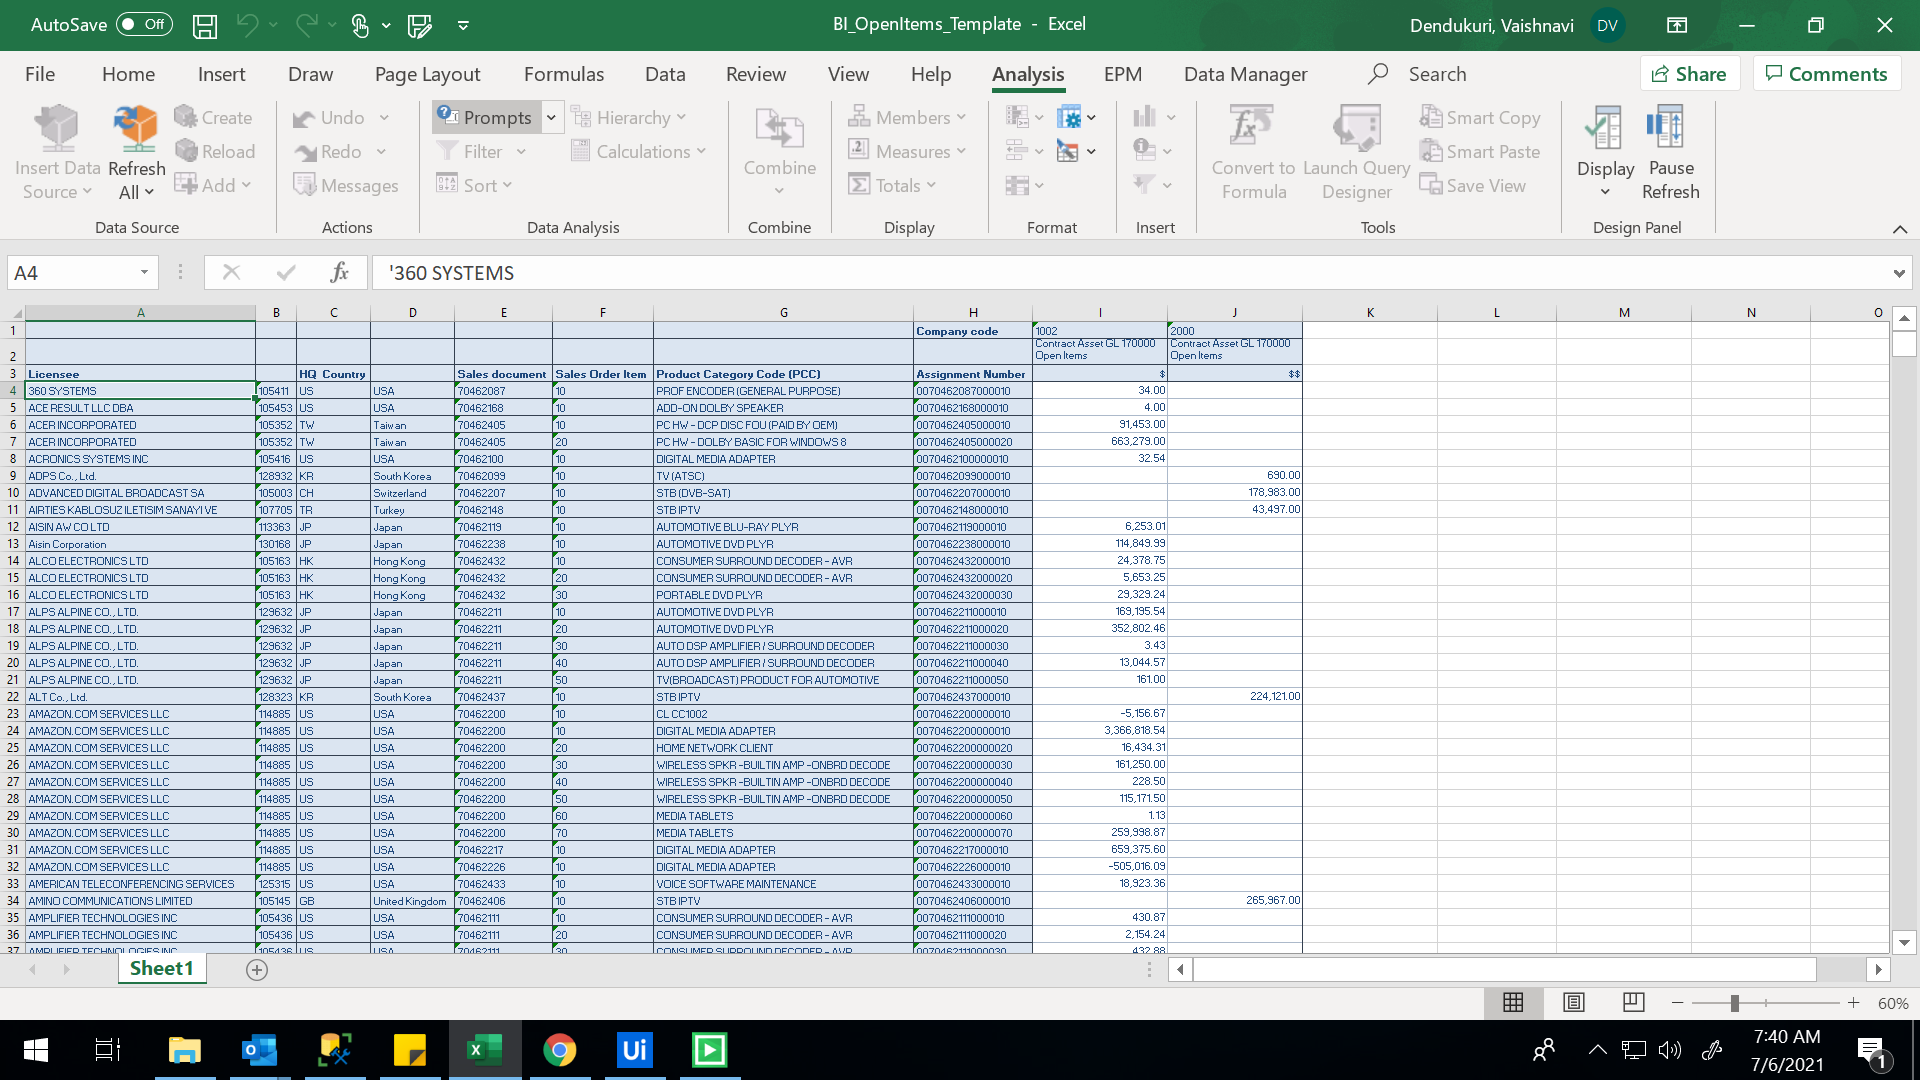 AutoSave Off BI_OpenItems_Template - Excel Dendukuri, Vaishnavi DV
File Home Insert Draw Page Layout Formulas Data Review View Help Analysis EPM Data Manager Search Share Comments
Insert Data Source Refresh All Create Reload Add
Undo Redo Messages
Prompts Filter Sort Hierarchy Calculations
Combine
Members Measures Totals
Convert to Formula Launch Query Designer Smart Copy Smart Paste Save View
Display Pause Refresh
Data Source Actions Data Analysis Combine Display Format Insert Tools Design Panel
A4 fx '360 SYSTEMS
A B C D E F G H I J K L M N O
1 Company code 1002 2000
2 Contract Asset GL 170000 Open Items Contract Asset GL 170000 Open Items
3 Licensee HQ Country Sales document Sales Order Item Product Category Code (PCC) Assignment Number $ $$
4 360 SYSTEMS 105411 US USA 70462087 10 PROF ENCODER (GENERAL PURPOSE) 0070462087000010 34.00
5 ACE RESULT LLC DBA 105453 US USA 70462168 10 ADD-ON DOLBY SPEAKER 0070462168000010 4.00
6 ACER INCORPORATED 105352 TW Taiwan 70462405 10 PC HW - DCP DISC FOU (PAID BY OEM) 0070462405000010 91,453.00
7 ACER INCORPORATED 105352 TW Taiwan 70462405 20 PC HW - DOLBY BASIC FOR WINDOWS 8 0070462405000020 663,279.00
8 ACRONICS SYSTEMS INC 105416 US USA 70462100 10 DIGITAL MEDIA ADAPTER 0070462100000010 32.54
9 ADPS Co., Ltd. 128932 KR South Korea 70462099 10 TV (ATSC) 0070462099000010 690.00
10 ADVANCED DIGITAL BROADCAST SA 105003 CH Switzerland 70462207 10 STB (DVB-SAT) 0070462207000010 178,983.00
11 AIRTIES KABLOSUZ ILETISIM SANAYI VE 107705 TR Turkey 70462148 10 STB IPTV 0070462148000010 43,497.00
12 AISIN AW CO LTD 113363 JP Japan 70462119 10 AUTOMOTIVE BLU-RAY PLYR 0070462119000010 6,253.01
13 Aisin Corporation 130168 JP Japan 70462238 10 AUTOMOTIVE DVD PLYR 0070462238000010 114,849.99
14 ALCO ELECTRONICS LTD 105163 HK Hong Kong 70462432 10 CONSUMER SURROUND DECODER - AVR 0070462432000010 24,378.75
15 ALCO ELECTRONICS LTD 105163 HK Hong Kong 70462432 20 CONSUMER SURROUND DECODER - AVR 0070462432000020 5,653.25
16 ALCO ELECTRONICS LTD 105163 HK Hong Kong 70462432 30 PORTABLE DVD PLYR 0070462432000030 29,329.24
17 ALPS ALPINE CO., LTD. 129632 JP Japan 70462211 10 AUTOMOTIVE DVD PLYR 0070462211000010 169,195.54
18 ALPS ALPINE CO., LTD. 129632 JP Japan 70462211 20 AUTOMOTIVE DVD PLYR 0070462211000020 352,802.46
19 ALPS ALPINE CO., LTD. 129632 JP Japan 70462211 30 AUTO DSP AMPLIFIER / SURROUND DECODER 0070462211000030 3.43
20 ALPS ALPINE CO., LTD. 129632 JP Japan 70462211 40 AUTO DSP AMPLIFIER / SURROUND DECODER 0070462211000040 13,044.57
21 ALPS ALPINE CO., LTD. 129632 JP Japan 70462211 50 TV(BROADCAST) PRODUCT FOR AUTOMOTIVE 0070462211000050 161.00
22 ALT Co., Ltd. 128323 KR South Korea 70462437 10 STB IPTV 0070462437000010 224,121.00
23 AMAZON.COM SERVICES LLC 114885 US USA 70462200 10 CL CC1002 0070462200000010 -5,156.67
24 AMAZON.COM SERVICES LLC 114885 US USA 70462200 10 DIGITAL MEDIA ADAPTER 0070462200000010 3,366,818.54
25 AMAZON.COM SERVICES LLC 114885 US USA 70462200 20 HOME NETWORK CLIENT 0070462200000020 16,434.31
26 AMAZON.COM SERVICES LLC 114885 US USA 70462200 30 WIRELESS SPKR -BUILTIN AMP -ONBRD DECODE 0070462200000030 161,250.00
27 AMAZON.COM SERVICES LLC 114885 US USA 70462200 40 WIRELESS SPKR -BUILTIN AMP -ONBRD DECODE 0070462200000040 228.50
28 AMAZON.COM SERVICES LLC 114885 US USA 70462200 50 WIRELESS SPKR -BUILTIN AMP -ONBRD DECODE 0070462200000050 115,171.50
29 AMAZON.COM SERVICES LLC 114885 US USA 70462200 60 MEDIA TABLETS 0070462200000060 1.13
30 AMAZON.COM SERVICES LLC 114885 US USA 70462200 70 MEDIA TABLETS 0070462200000070 259,998.87
31 AMAZON.COM SERVICES LLC 114885 US USA 70462217 10 DIGITAL MEDIA ADAPTER 0070462217000010 659,375.60
32 AMAZON.COM SERVICES LLC 114885 US USA 70462226 10 DIGITAL MEDIA ADAPTER 0070462226000010 -505,016.09
33 AMERICAN TELECONFERENCING SERVICES 125315 US USA 70462433 10 VOICE SOFTWARE MAINTENANCE 0070462433000010 18,923.36
34 AMINO COMMUNICATIONS LIMITED 105145 GB United Kingdom 70462406 10 STB IPTV 0070462406000010 265,967.00
35 AMPLIFIER TECHNOLOGIES INC 105436 US USA 70462111 10 CONSUMER SURROUND DECODER - AVR 0070462111000010 430.87
36 AMPLIFIER TECHNOLOGIES INC 105436 US USA 70462111 20 CONSUMER SURROUND DECODER - AVR 0070462111000020 2,154.24
37 AMPLIFIER TECHNOLOGIES INC 105436 US USA 70462111 30 CONSUMER SURROUND DECODER - AVR 0070462111000030 432.88
Sheet1
60%
Ui
7:40 AM
7/6/2021
1